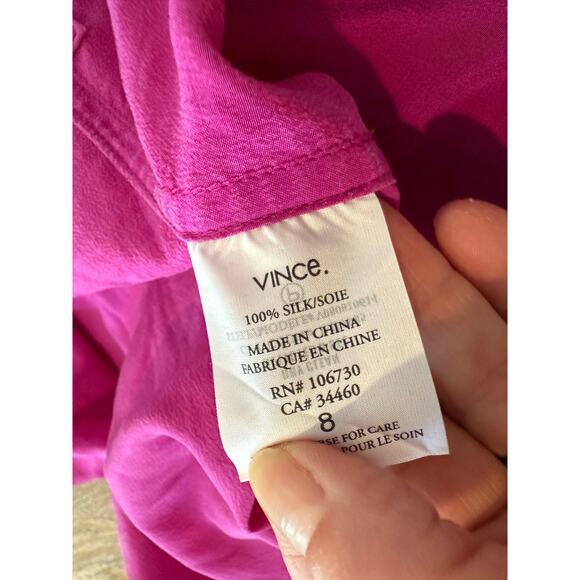 VINCE.
100% SILK/SOIE
MADE IN CHINA
FABRIQUE EN CHINE
RN# 106730
CA# 34460
8
FOR CARE
POUR LE SOIN